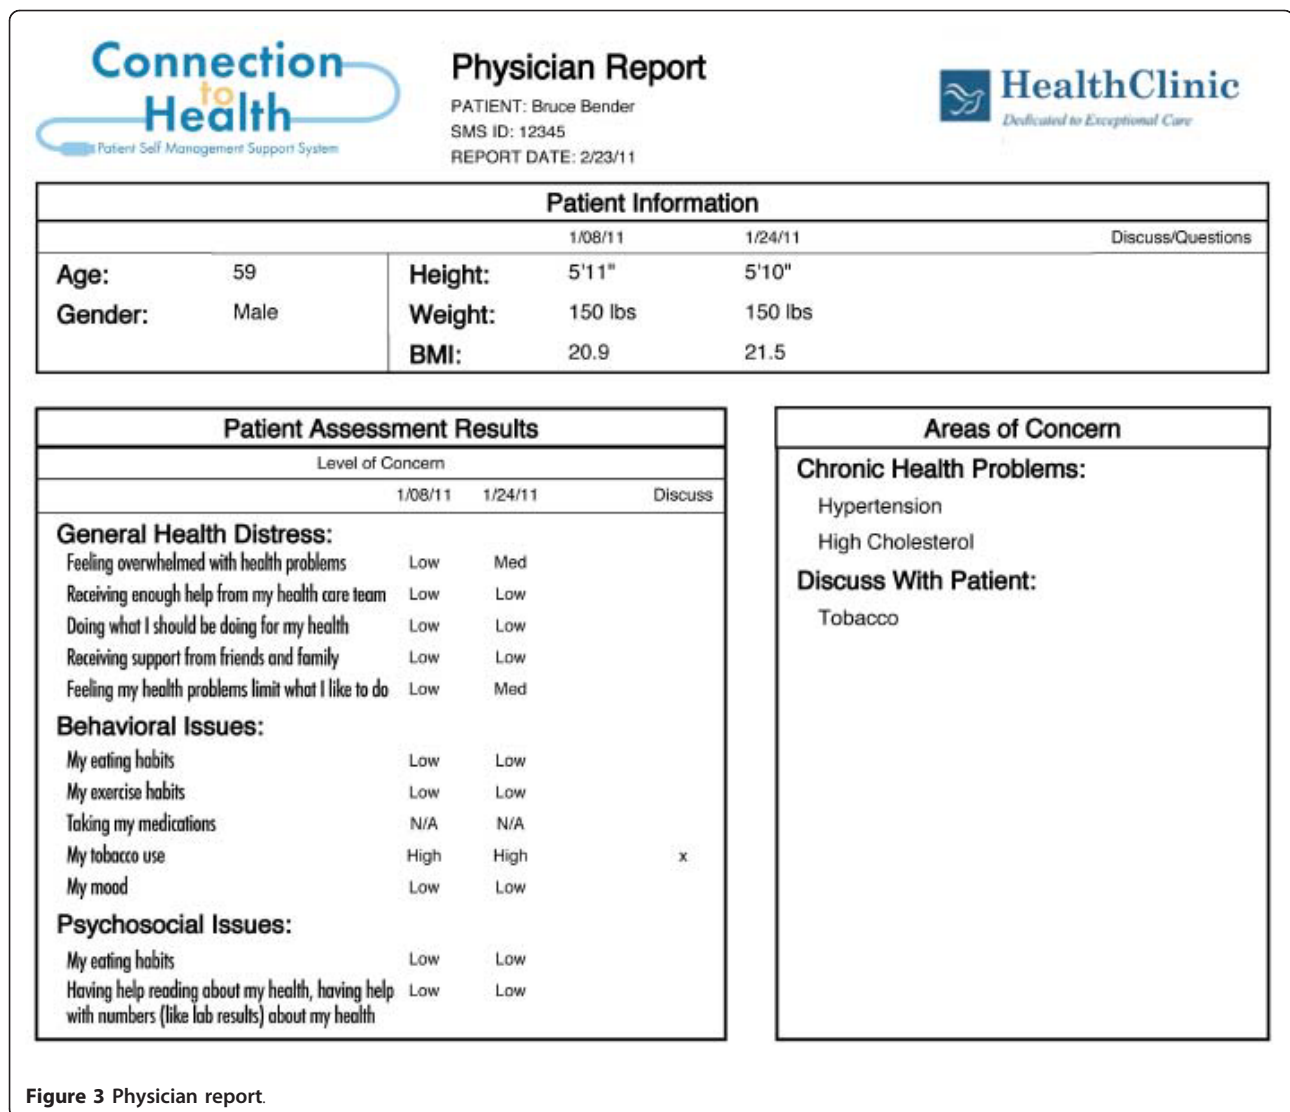 Connection
to
Health
Patient Self Management Support System
Physician Report
PATIENT: Bruce Bender
SMS ID: 12345
REPORT DATE: 2/23/11
HealthClinic
Dedicated to Exceptional Care
Patient Information
1/08/11 1/24/11 Discuss/Questions
Age: 59 Height: 5'11" 5'10"
Gender: Male Weight: 150 lbs 150 lbs
BMI: 20.9 21.5
Patient Assessment Results
Level of Concern
1/08/11 1/24/11 Discuss
General Health Distress:
Feeling overwhelmed with health problems Low Med
Receiving enough help from my health care team Low Low
Doing what I should be doing for my health Low Low
Receiving support from friends and family Low Low
Feeling my health problems limit what I like to do Low Med
Behavioral Issues:
My eating habits Low Low
My exercise habits Low Low
Taking my medications N/A N/A
My tobacco use High High x
My mood Low Low
Psychosocial Issues:
My eating habits Low Low
Having help reading about my health, having help Low Low
with numbers (like lab results) about my health
Areas of Concern
Chronic Health Problems:
Hypertension
High Cholesterol
Discuss With Patient:
Tobacco
Figure 3 Physician report.